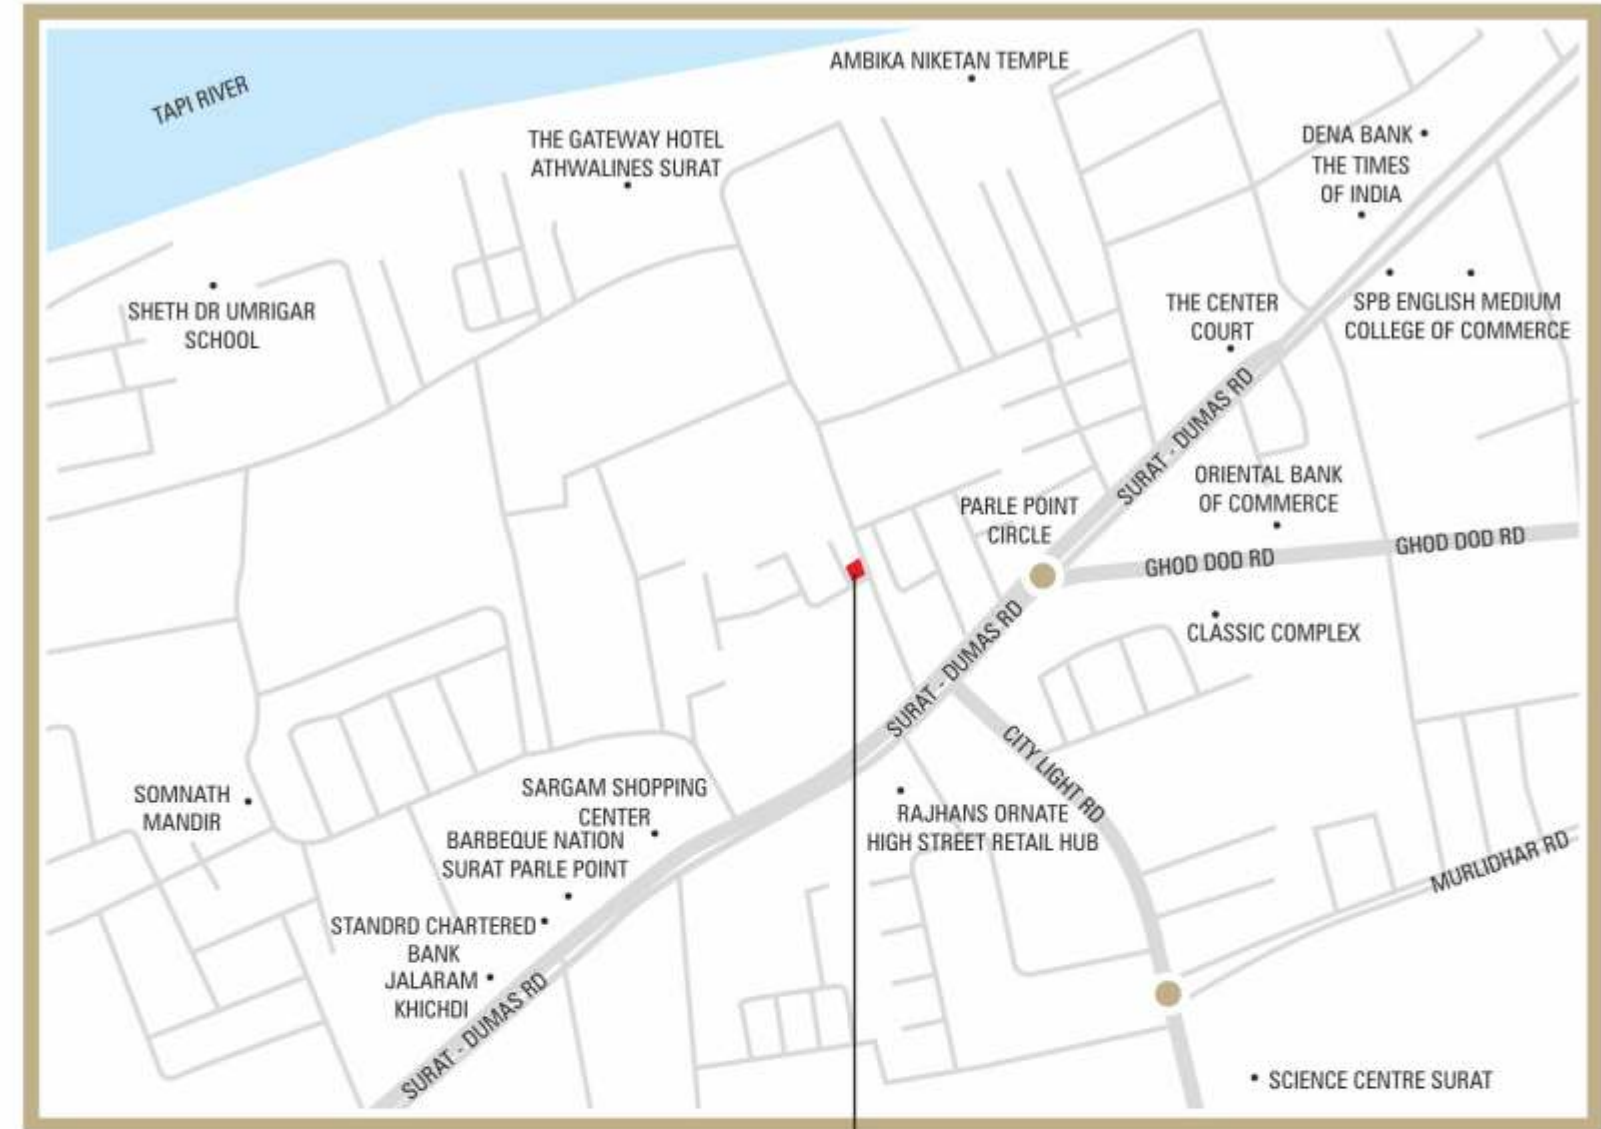 AMBIKA NIKETAN TEMPLE
TAPI RIVER
THE GATEWAY HOTEL
ATHWALINES SURAT
DENA BANK
THE TIMES
OF INDIA
SHETH DR UMRIGAR
SCHOOL
THE CENTER
COURT
SPB ENGLISH MEDIUM
COLLEGE OF COMMERCE
SURAT - DUMAS RD
ORIENTAL BANK
OF COMMERCE
PARLE POINT
CIRCLE
GHOD DOD RD
GHOD DOD RD
CLASSIC COMPLEX
SURAT - DUMAS RD
CITY LIGHT RD
SOMNATH
MANDIR
SARGAM SHOPPING
CENTER
BARBEQUE NATION
SURAT PARLE POINT
RAJHANS ORNATE
HIGH STREET RETAIL HUB
MURLIDHAR RD
STANDRD CHARTERED
BANK
JALARAM
KHICHDI
SURAT - DUMAS RD
SCIENCE CENTRE SURAT